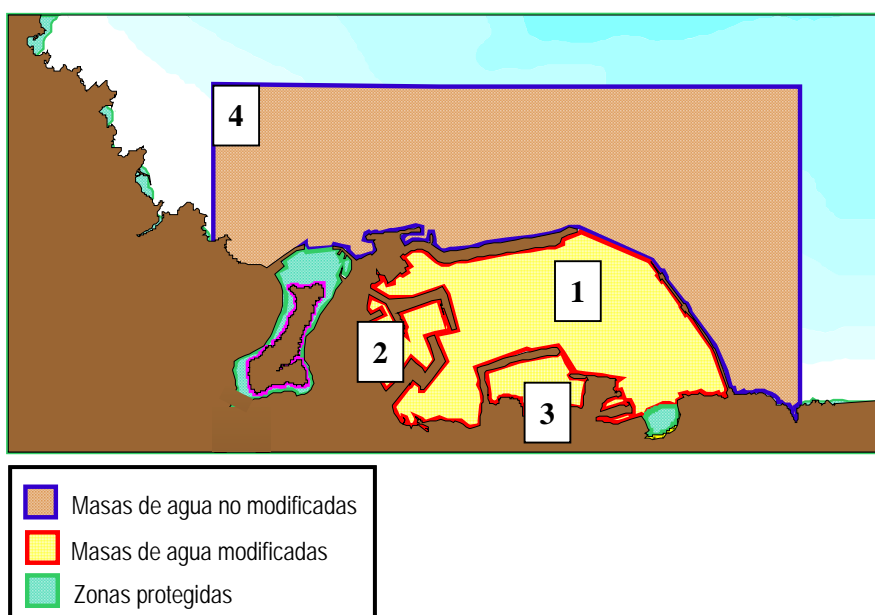 4
1
2
3
Masas de agua no modificadas
Masas de agua modificadas
Zonas protegidas